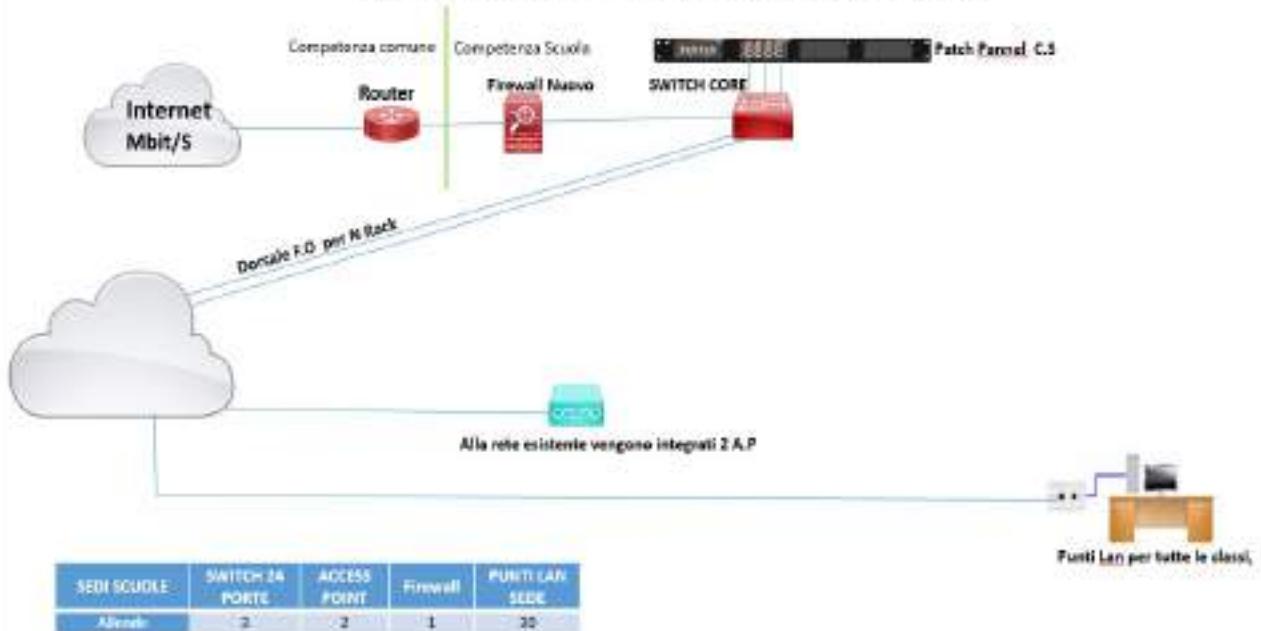 Competenza comune
Competenza Scuola
Patch Pannel C.S
Router
Firewall Nuovo
SWITCH CORE
Internet
Mbit/S
Dorsale F.O per N Rack
Alla rete esistente vengono integrati 2 A.P
Punti Lan per tutte le classi,
SEDI SCUOLE SWITCH 24 PORTE ACCESS POINT Firewall PUNTI LAN SEDE
Allende 2 1